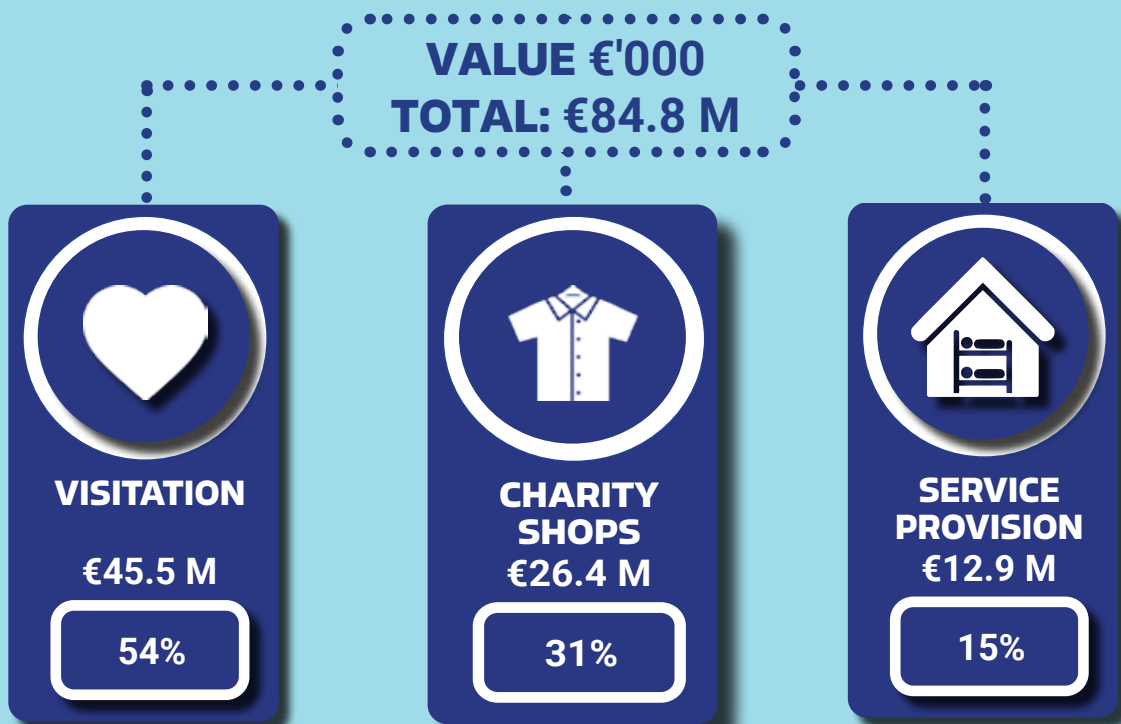 VALUE €'000
TOTAL: €84.8 M
VISITATION
€45.5 M
54%
CHARITY
SHOPS
€26.4 M
31%
SERVICE
PROVISION
€12.9 M
15%